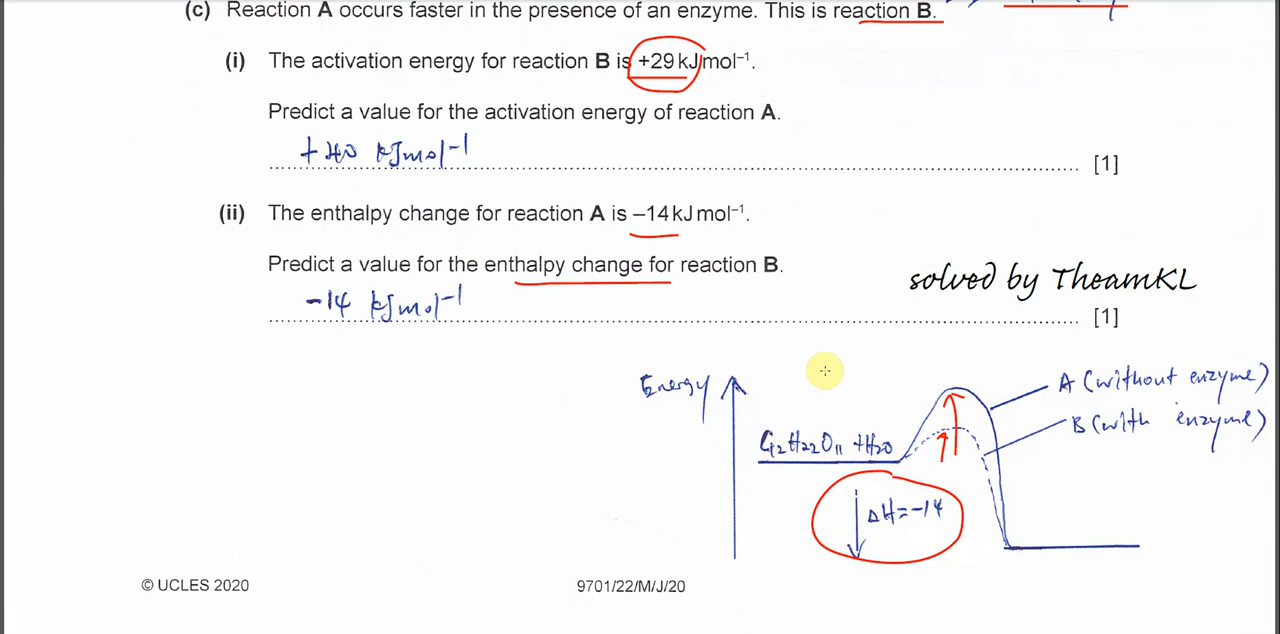 (c) Reaction A occurs faster in the presence of an enzyme. This is reaction B.
(i) The activation energy for reaction B is +29 kJ mol⁻¹.
Predict a value for the activation energy of reaction A.
+40 kJmol⁻¹
[1]
(ii) The enthalpy change for reaction A is –14 kJ mol⁻¹.
Predict a value for the enthalpy change for reaction B.
solved by TheamKL
-14 kJmol⁻¹
[1]
Energy
A (without enzyme)
B (with enzyme)
C₁₂H₂₂O₁₁ + H₂O
ΔH = -14
© UCLES 2020
9701/22/M/J/20